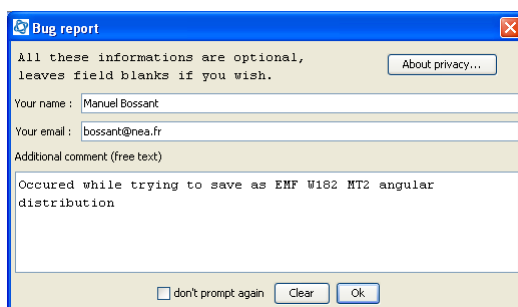 Bug report
All these informations are optional,
leaves field blanks if you wish.
About privacy...
Your name : Manuel Bossant
Your email : bossant@nea.fr
Additional comment (free text)
Occured while trying to save as EMF W182 MT2 angular
distribution
don't prompt again Clear Ok